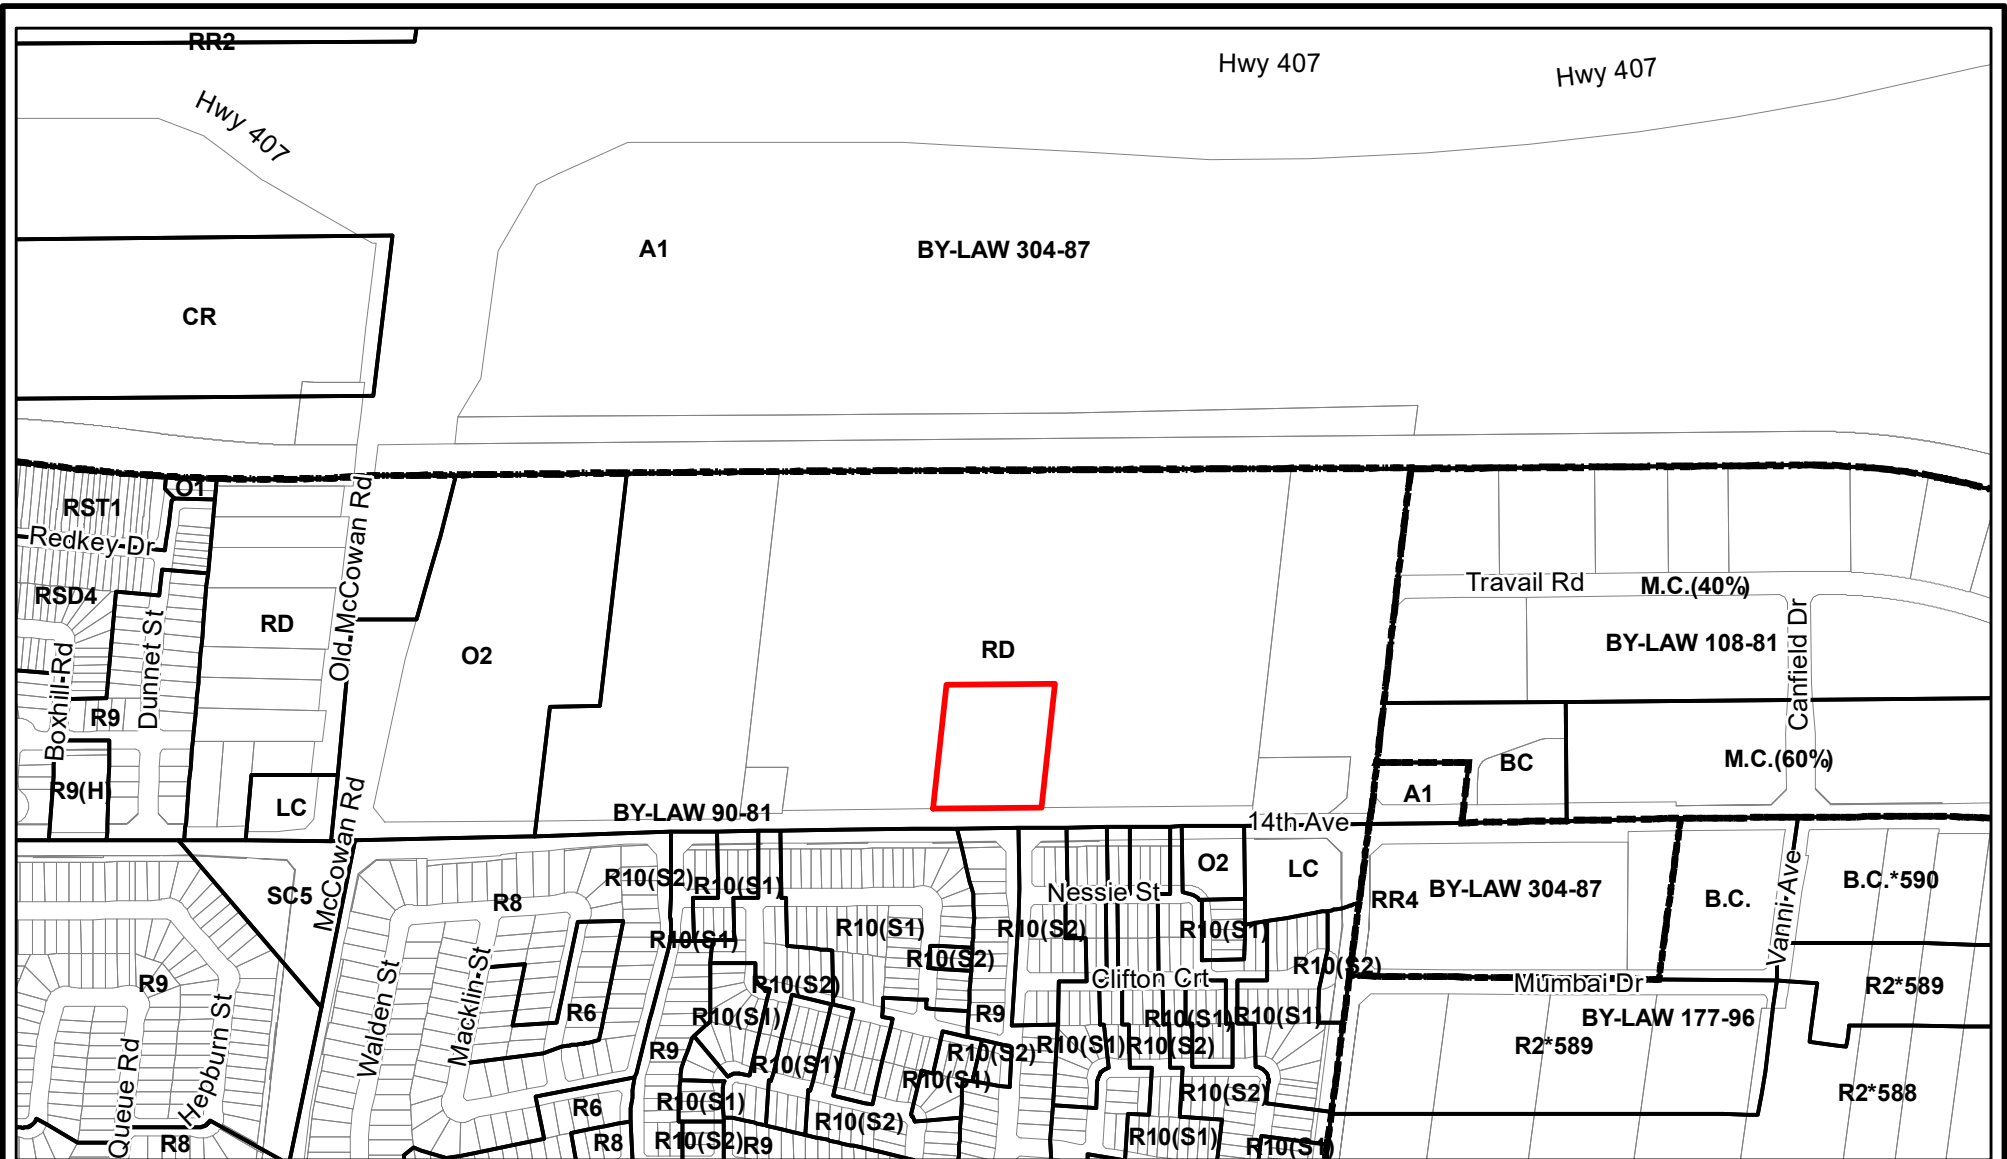 RR2
Hwy 407
Hwy 407
Hwy 407
A1
BY-LAW 304-87
CR
O1
RST1
Redkey Dr
RSD4
RD
Old McCowan Rd
O2
RD
Travail Rd
M.C.(40%)
BY-LAW 108-81
Canfield Dr
Boxhill Rd
Dunnet St
R9
R9(H)
LC
BY-LAW 90-81
14th Ave
A1
BC
M.C.(60%)
McCowan Rd
SC5
R8
R10(S2)
R10(S1)
Nessie St
O2
LC
RR4
BY-LAW 304-87
B.C.
Vanni Ave
B.C.*590
R10(S1)
R10(S1)
R10(S2)
R10(S2)
R10(S1)
R10(S2)
R9
Hepburn St
Queue Rd
Walden St
Macklin St
R6
R10(S2)
R10(S1)
Clifton Crt
R9
R10(S1)
R10(S1)
Mumbai Dr
R2*589
BY-LAW 177-96
R2*589
R9
R10(S1)
R10(S2)
R10(S1)
R10(S1)
R10(S2)
R10(S2)
R2*588
R6
R10(S1)
R10(S2)
R8
R8
R10(S2)
R9
R10(S1)
R10(S1)